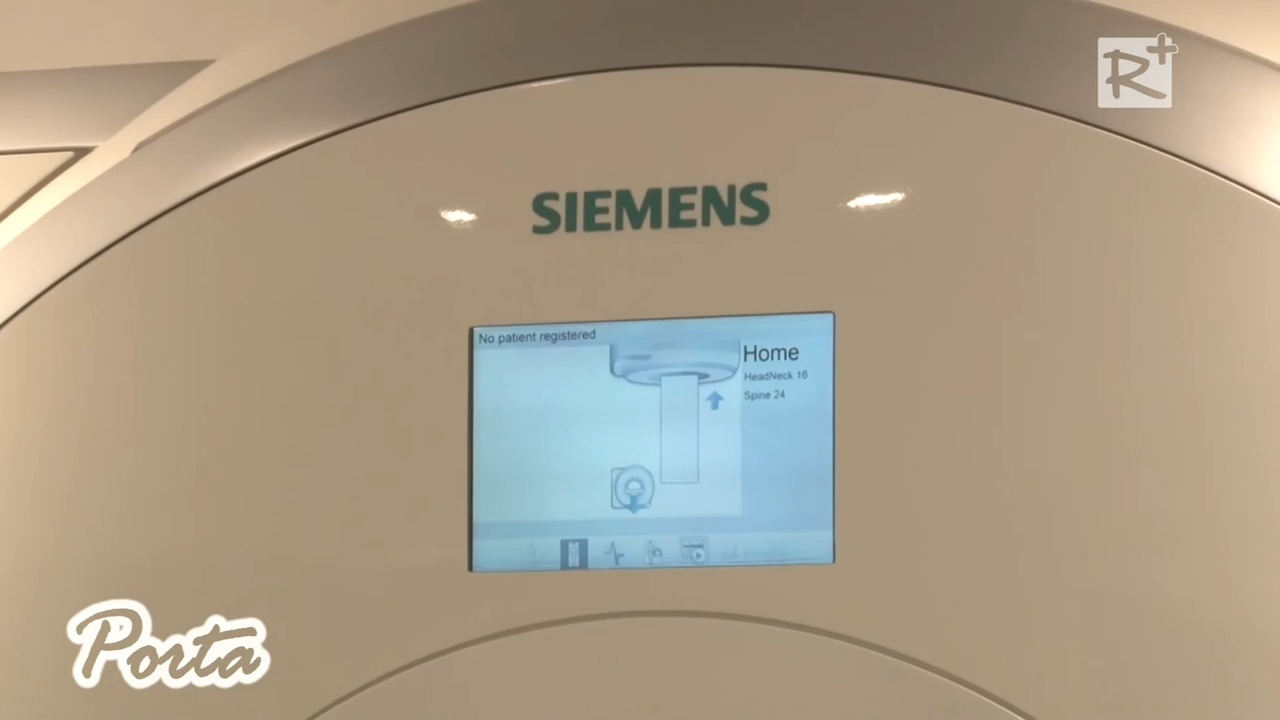 R+
SIEMENS
No patient registered
Home
HeadNeck 16
Spine 24
Porta